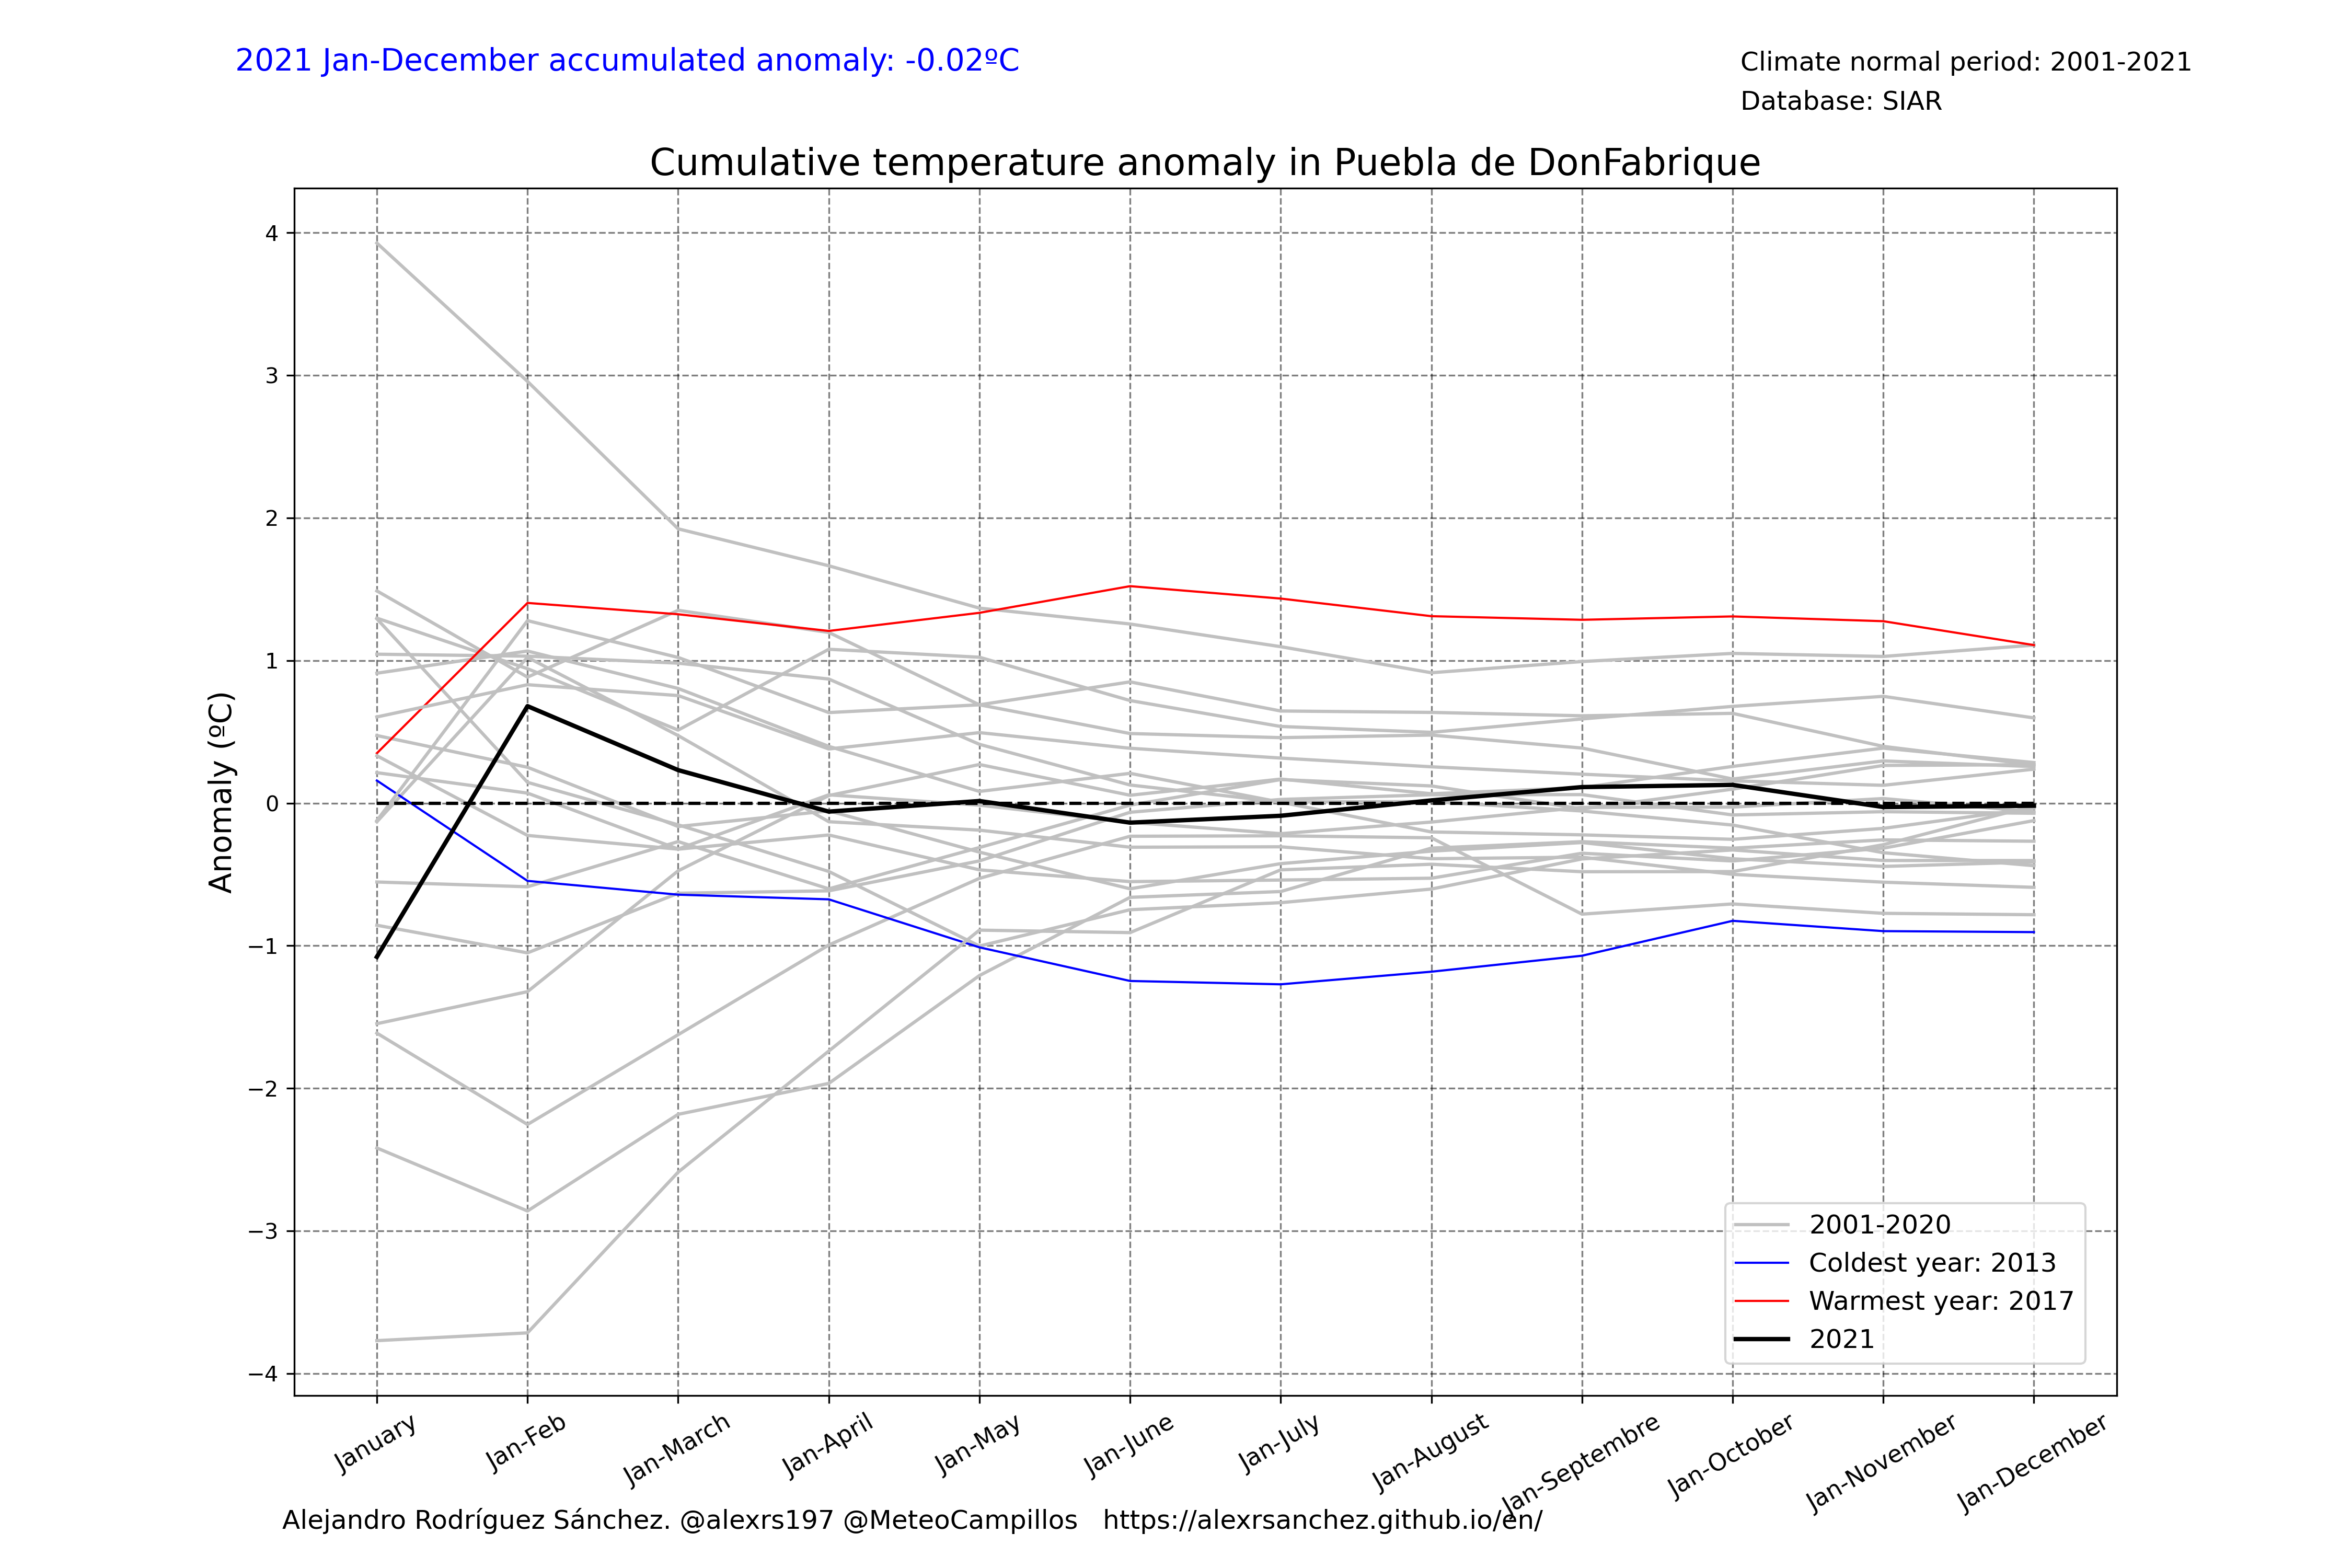 2021 Jan-December accumulated anomaly: -0.02ºC
Climate normal period: 2001-2021
Database: SIAR
Cumulative temperature anomaly in Puebla de DonFabrique
Anomaly (ºC)
4
3
2
1
0
−1
−2
−3
−4
2001-2020
Coldest year: 2013
Warmest year: 2017
2021
January
Jan-Feb
Jan-March
Jan-April
Jan-May
Jan-June
Jan-July
Jan-August
Jan-Septembre
Jan-October
Jan-November
Jan-December
Alejandro Rodríguez Sánchez. @alexrs197 @MeteoCampillos   https://alexrsanchez.github.io/en/